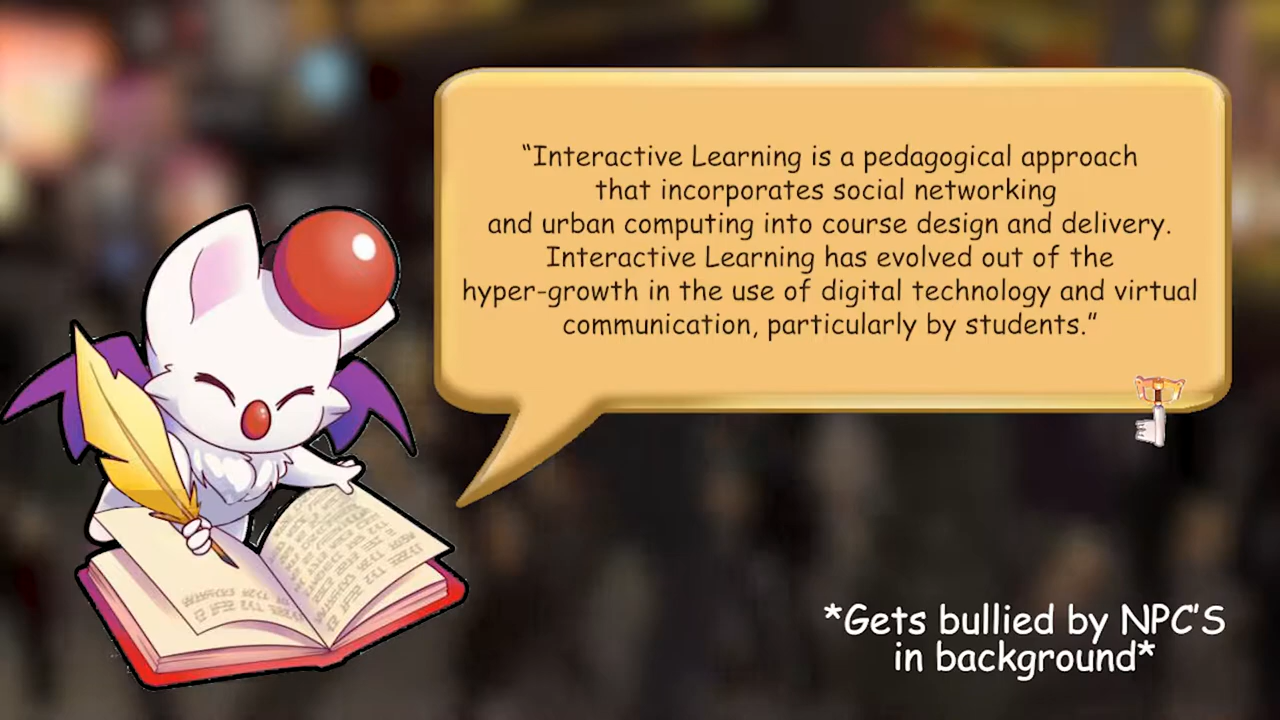 “Interactive Learning is a pedagogical approach
that incorporates social networking
and urban computing into course design and delivery.
Interactive Learning has evolved out of the
hyper-growth in the use of digital technology and virtual
communication, particularly by students.”
*Gets bullied by NPC'S
in background*